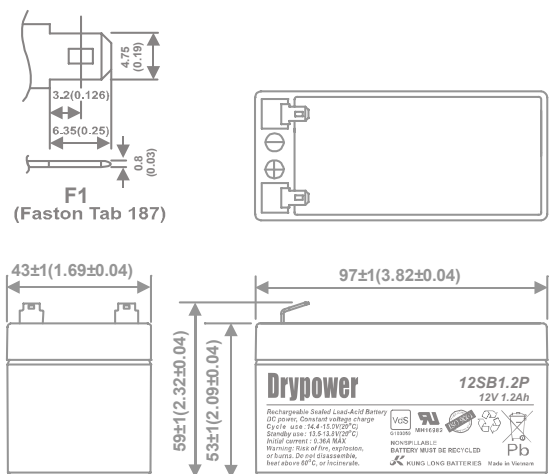 4.75
(0.19)
3.2(0.126)
6.35(0.25)
0.8
(0.03)
F1
(Faston Tab 187)
43±1(1.69±0.04)
97±1(3.82±0.04)
59±1(2.32±0.04)
53±1(2.09±0.04)
Drypower
12SB1.2P
12V 1.2Ah
Rechargeable Sealed Lead-Acid Battery
DC power, Constant voltage charge
Cycle use : 14.4-15.0V(20°C)
Standby use : 13.5-13.8V(20°C)
Initial current : 0.36A MAX
Warning: Risk of fire, explosion,
or burns. Do not disassemble,
heat above 60°C, or incinerate.
VdS
MH16982
NONSPILLABLE
BATTERY MUST BE RECYCLED
Pb
KUNG LONG BATTERIES Made in Vietnam